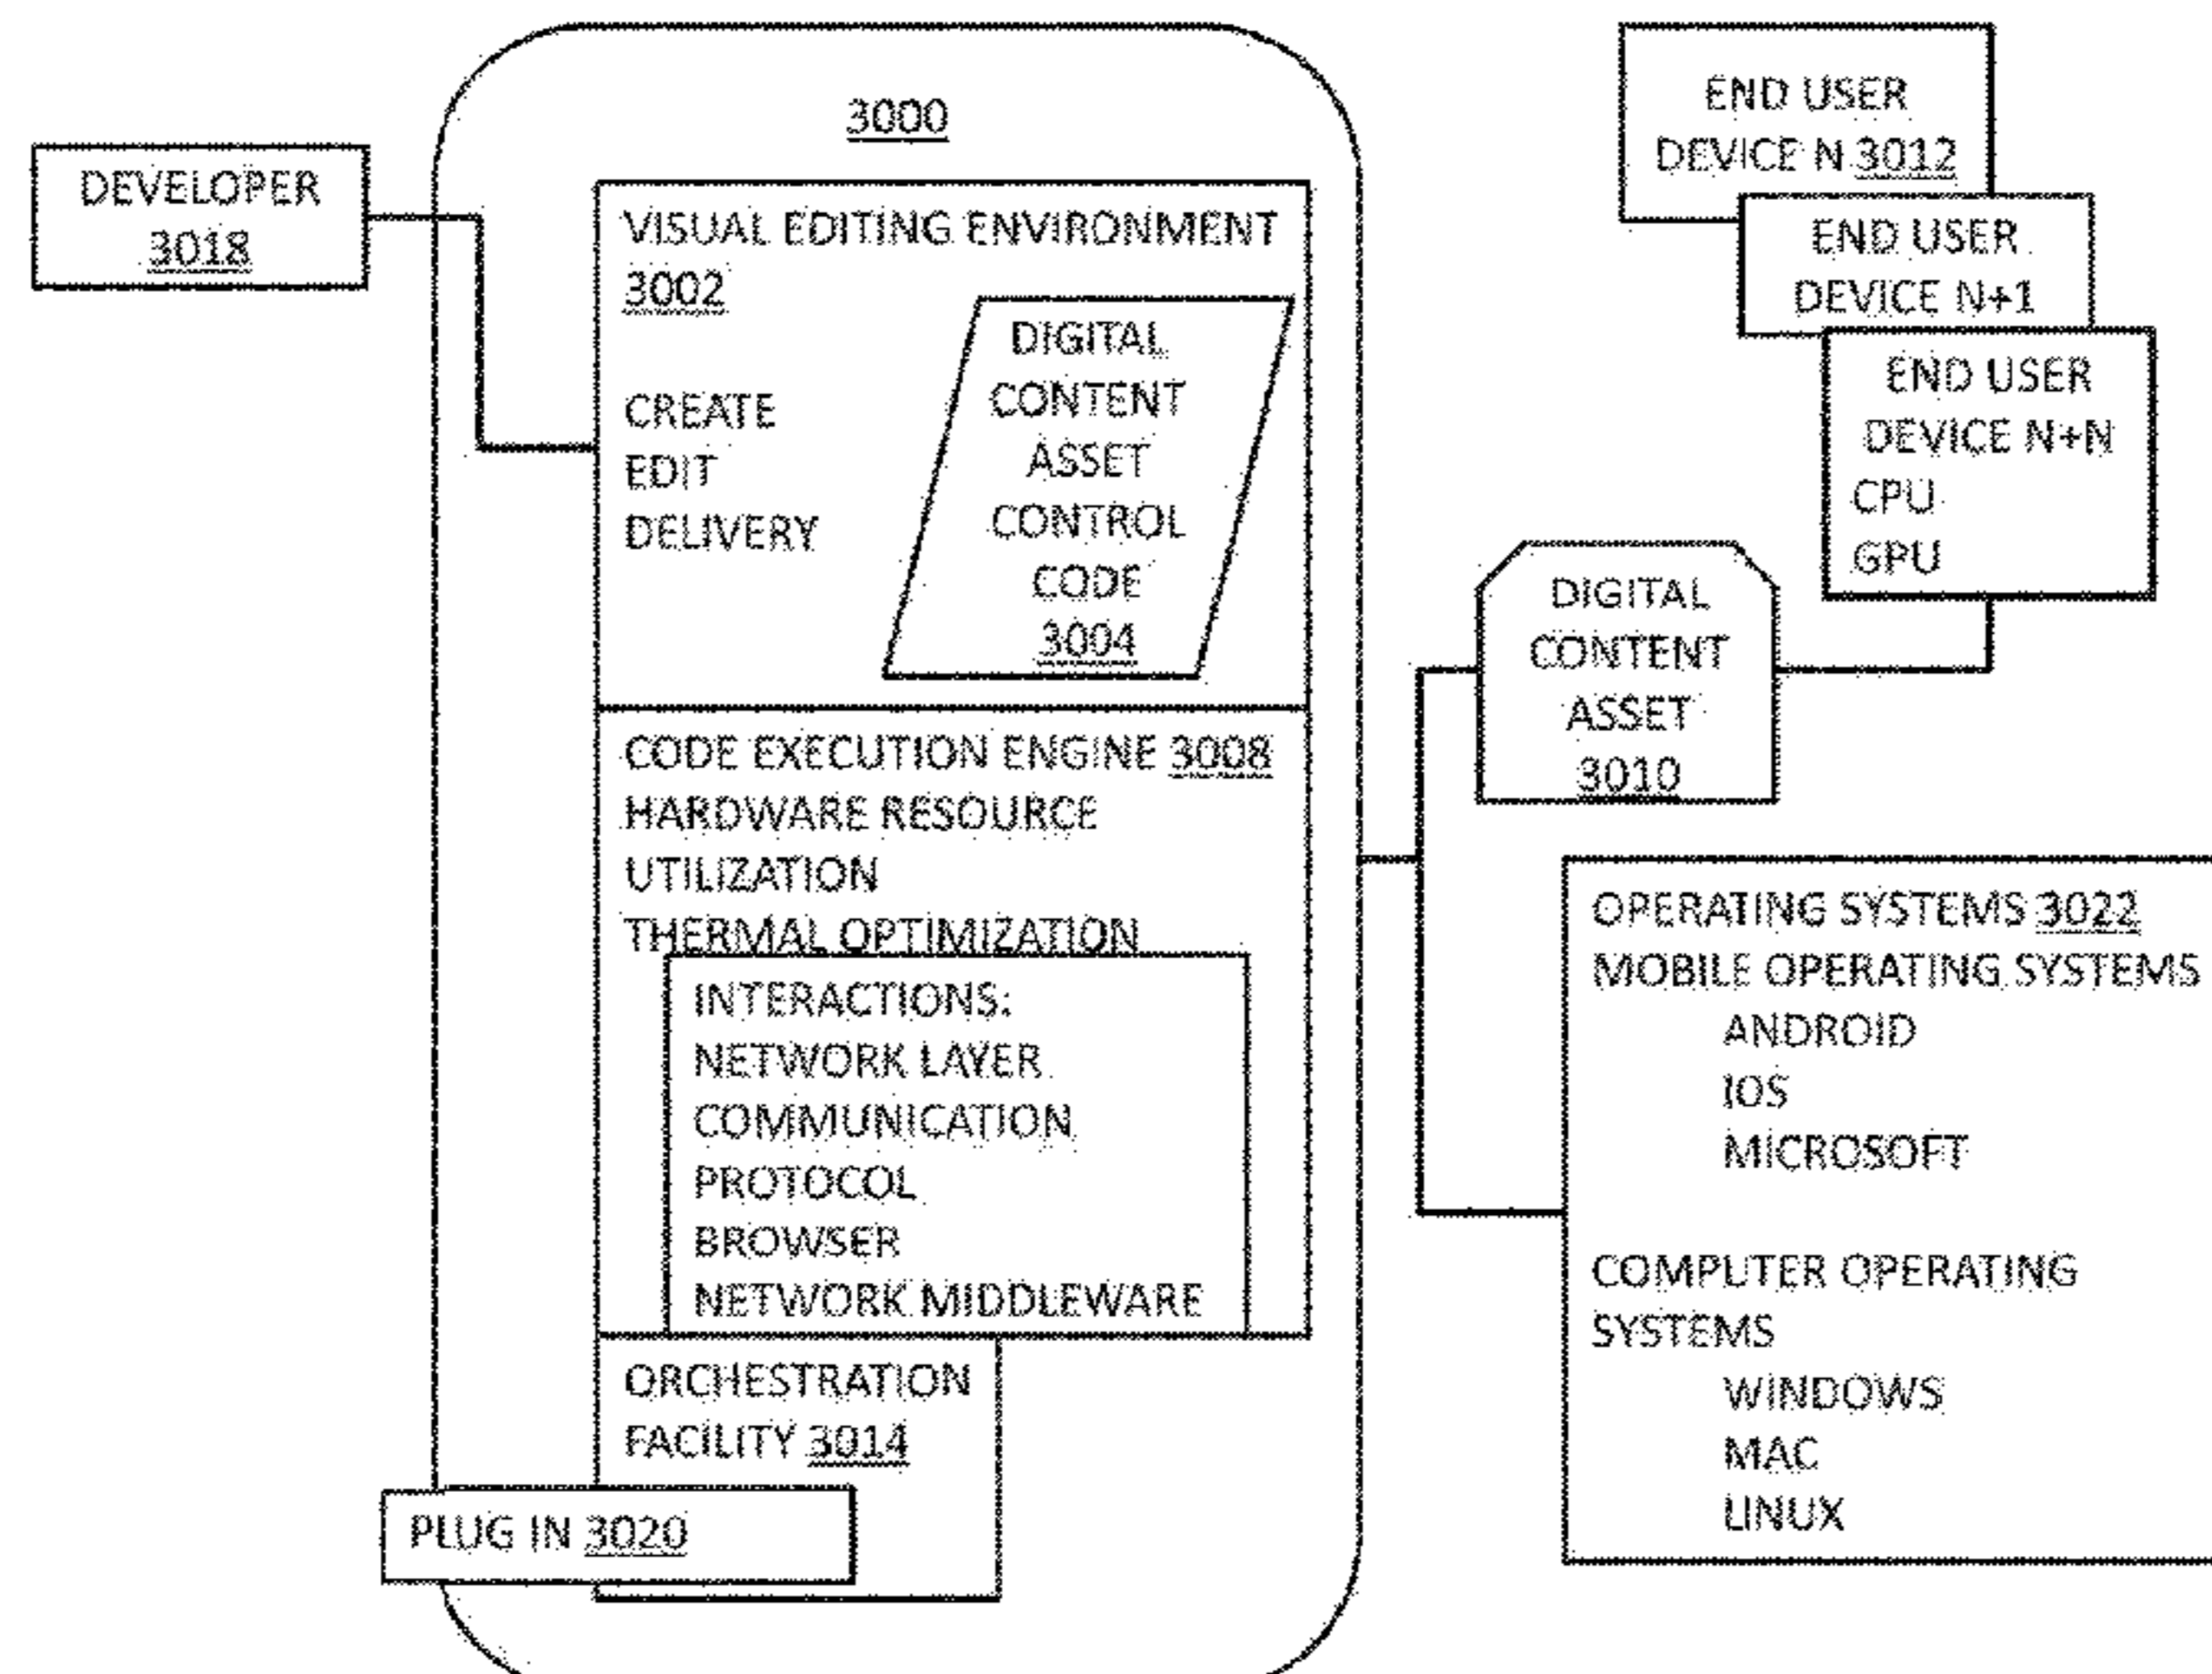 3000
DEVELOPER
3018
VISUAL EDITING ENVIRONMENT
3002
CREATE
EDIT
DELIVERY
DIGITAL
CONTENT
ASSET
CONTROL
CODE
3004
CODE EXECUTION ENGINE 3008
HARDWARE RESOURCE
UTILIZATION
THERMAL OPTIMIZATION
INTERACTIONS:
NETWORK LAYER
COMMUNICATION
PROTOCOL
BROWSER
NETWORK MIDDLEWARE
ORCHESTRATION
FACILITY 3014
PLUG IN 3020
END USER
DEVICE N 3012
END USER
DEVICE N+1
END USER
DEVICE N+N
CPU
GPU
DIGITAL
CONTENT
ASSET
3010
OPERATING SYSTEMS 3022
MOBILE OPERATING SYSTEMS
ANDROID
IOS
MICROSOFT
COMPUTER OPERATING
SYSTEMS
WINDOWS
MAC
LINUX